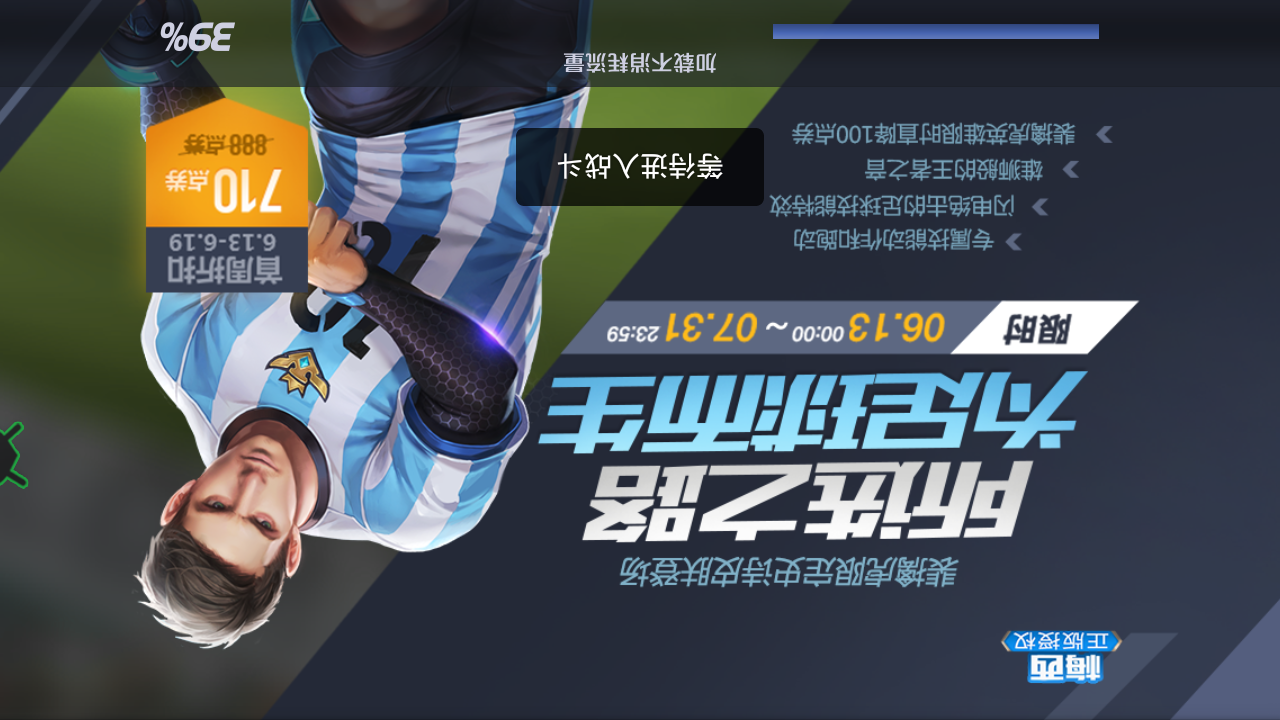 梅西
正版授权
裴擒虎限定史诗皮肤登场
所选之路
为足球而生
限时 06.13 00:00 ~ 07.31 23:59
专属技能动作和跑动
闪电绝击的足球技能特效
雄狮般的王者之音
裴擒虎英雄限时直降100点券
10
首周折扣
6.13-6.19
710点券
888点券
等待进入战斗
加载不消耗流量
39%